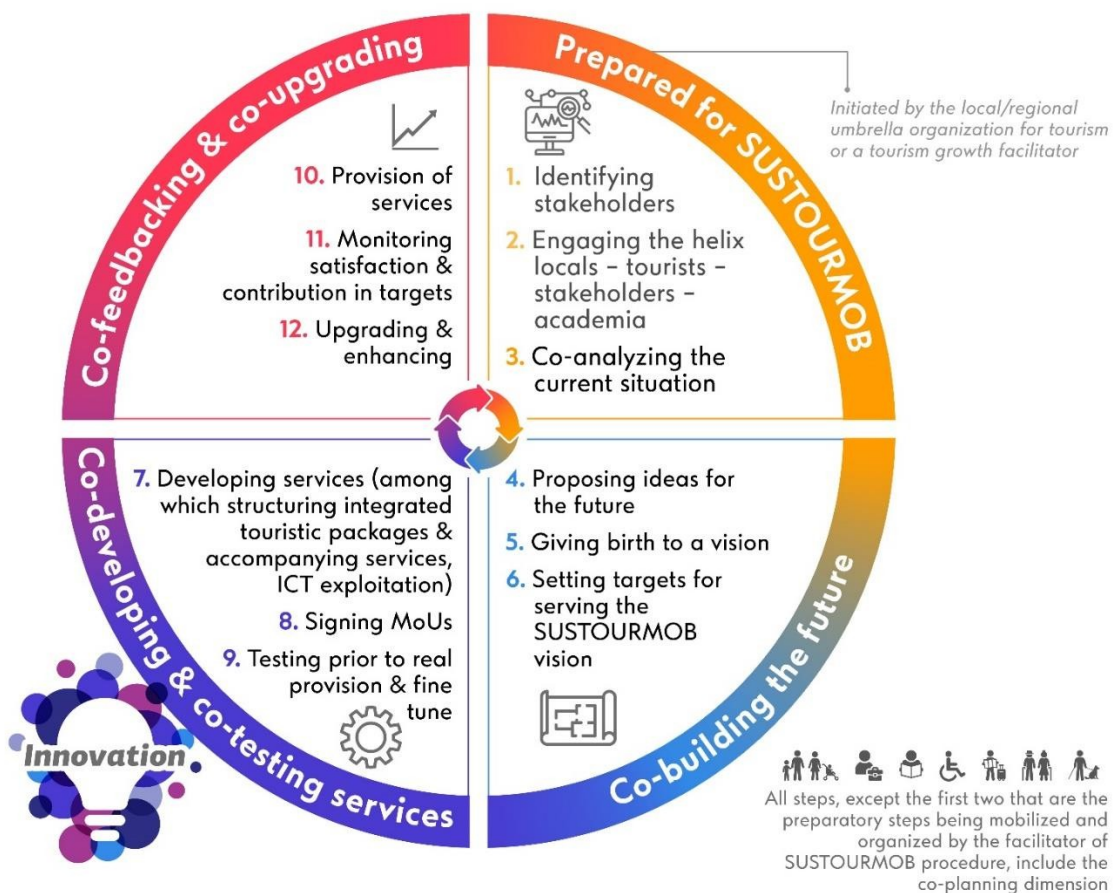 Prepared for SUSTOURMOB
Initiated by the local/regional
umbrella organization for tourism
or a tourism growth facilitator
1. Identifying
stakeholders
2. Engaging the helix
locals – tourists –
stakeholders –
academia
3. Co-analyzing the
current situation
Co-building the future
4. Proposing ideas for
the future
5. Giving birth to a vision
6. Setting targets for
serving the
SUSTOURMOB
vision
Co-developing & co-testing services
7. Developing services (among
which structuring integrated
touristic packages &
accompanying services,
ICT exploitation)
8. Signing MoUs
9. Testing prior to real
provision & fine
tune
Innovation
Co-feedbacking & co-upgrading
10. Provision of
services
11. Monitoring
satisfaction &
contribution in targets
12. Upgrading &
enhancing
All steps, except the first two that are the
preparatory steps being mobilized and
organized by the facilitator of
SUSTOURMOB procedure, include the
co-planning dimension